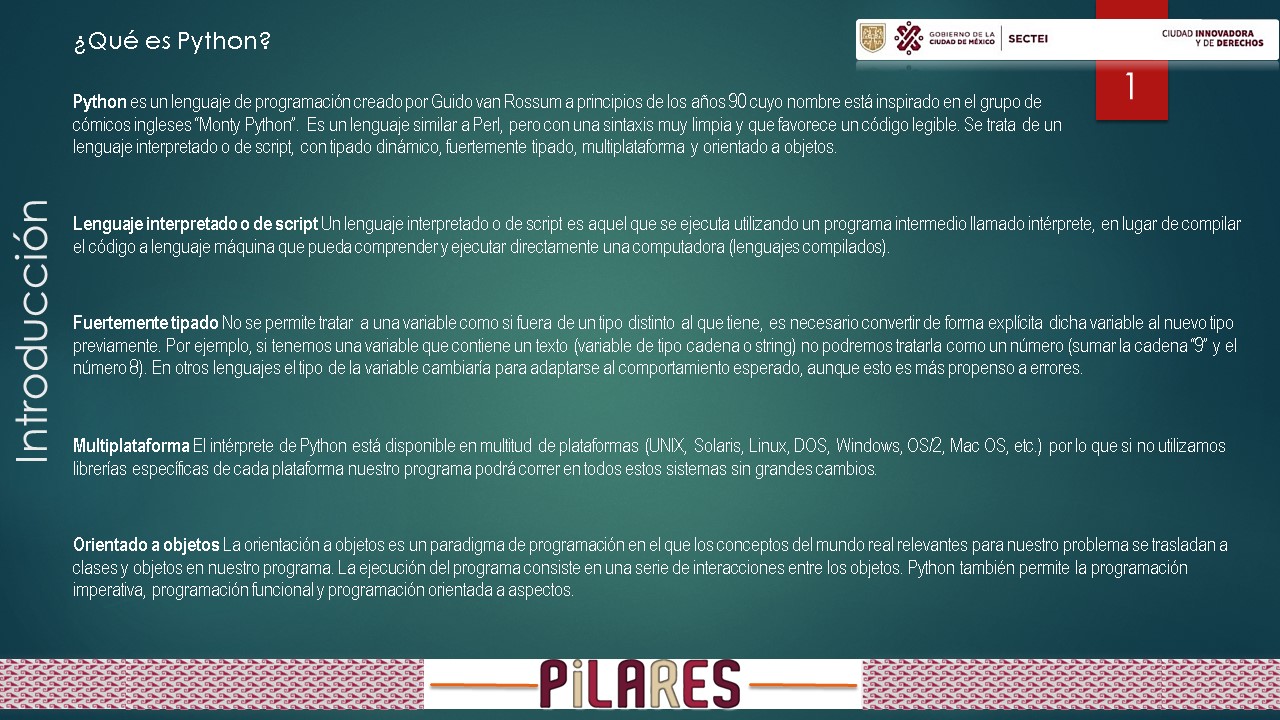 ¿Qué es Python?
GOBIERNO DE LA
CIUDAD DE MÉXICO
SECTEI
CIUDAD INNOVADORA
Y DE DERECHOS
1
Python es un lenguaje de programación creado por Guido van Rossum a principios de los años 90 cuyo nombre está inspirado en el grupo de
cómicos ingleses “Monty Python”. Es un lenguaje similar a Perl, pero con una sintaxis muy limpia y que favorece un código legible. Se trata de un
lenguaje interpretado o de script, con tipado dinámico, fuertemente tipado, multiplataforma y orientado a objetos.
Introducción
Lenguaje interpretado o de script Un lenguaje interpretado o de script es aquel que se ejecuta utilizando un programa intermedio llamado intérprete, en lugar de compilar
el código a lenguaje máquina que pueda comprender y ejecutar directamente una computadora (lenguajes compilados).
Fuertemente tipado No se permite tratar a una variable como si fuera de un tipo distinto al que tiene, es necesario convertir de forma explícita dicha variable al nuevo tipo
previamente. Por ejemplo, si tenemos una variable que contiene un texto (variable de tipo cadena o string) no podremos tratarla como un número (sumar la cadena “9” y el
número 8). En otros lenguajes el tipo de la variable cambiaría para adaptarse al comportamiento esperado, aunque esto es más propenso a errores.
Multiplataforma El intérprete de Python está disponible en multitud de plataformas (UNIX, Solaris, Linux, DOS, Windows, OS/2, Mac OS, etc.) por lo que si no utilizamos
librerías específicas de cada plataforma nuestro programa podrá correr en todos estos sistemas sin grandes cambios.
Orientado a objetos La orientación a objetos es un paradigma de programación en el que los conceptos del mundo real relevantes para nuestro problema se trasladan a
clases y objetos en nuestro programa. La ejecución del programa consiste en una serie de interacciones entre los objetos. Python también permite la programación
imperativa, programación funcional y programación orientada a aspectos.
PiLARES